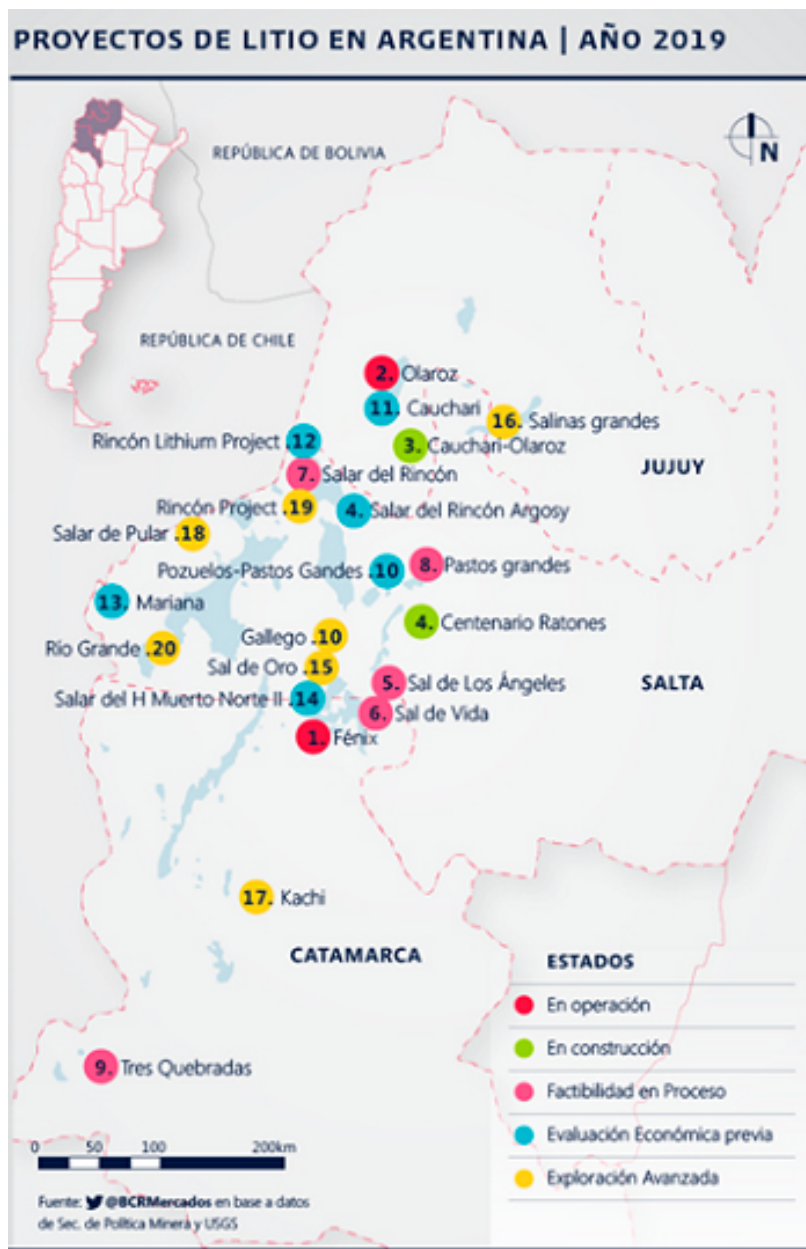 PROYECTOS DE LITIO EN ARGENTINA | AÑO 2019
N
REPÚBLICA DE BOLIVIA
REPÚBLICA DE CHILE
2. Olaroz
11. Cauchari
16. Salinas grandes
3. Cauchari-Olaroz
Rincón Lithium Project .12
JUJUY
7. Salar del Rincón
Rincón Project .19
4. Salar del Rincón Argosy
Salar de Pular .18
8. Pastos grandes
Pozuelos-Pastos Gandes .10
13. Mariana
4. Centenario Ratones
Gallego .10
Rio Grande .20
Sal de Oro .15
5. Sal de Los Ángeles
SALTA
Salar del H Muerto Norte II .14
6. Sal de Vida
1. Fénix
17. Kachi
CATAMARCA
ESTADOS
En operación
En construcción
Factibilidad en Proceso
Evaluación Económica previa
Exploración Avanzada
9. Tres Quebradas
0 50 100 200km
Fuente: @BCRMercados en base a datos
de Sec. de Política Minera y USGS